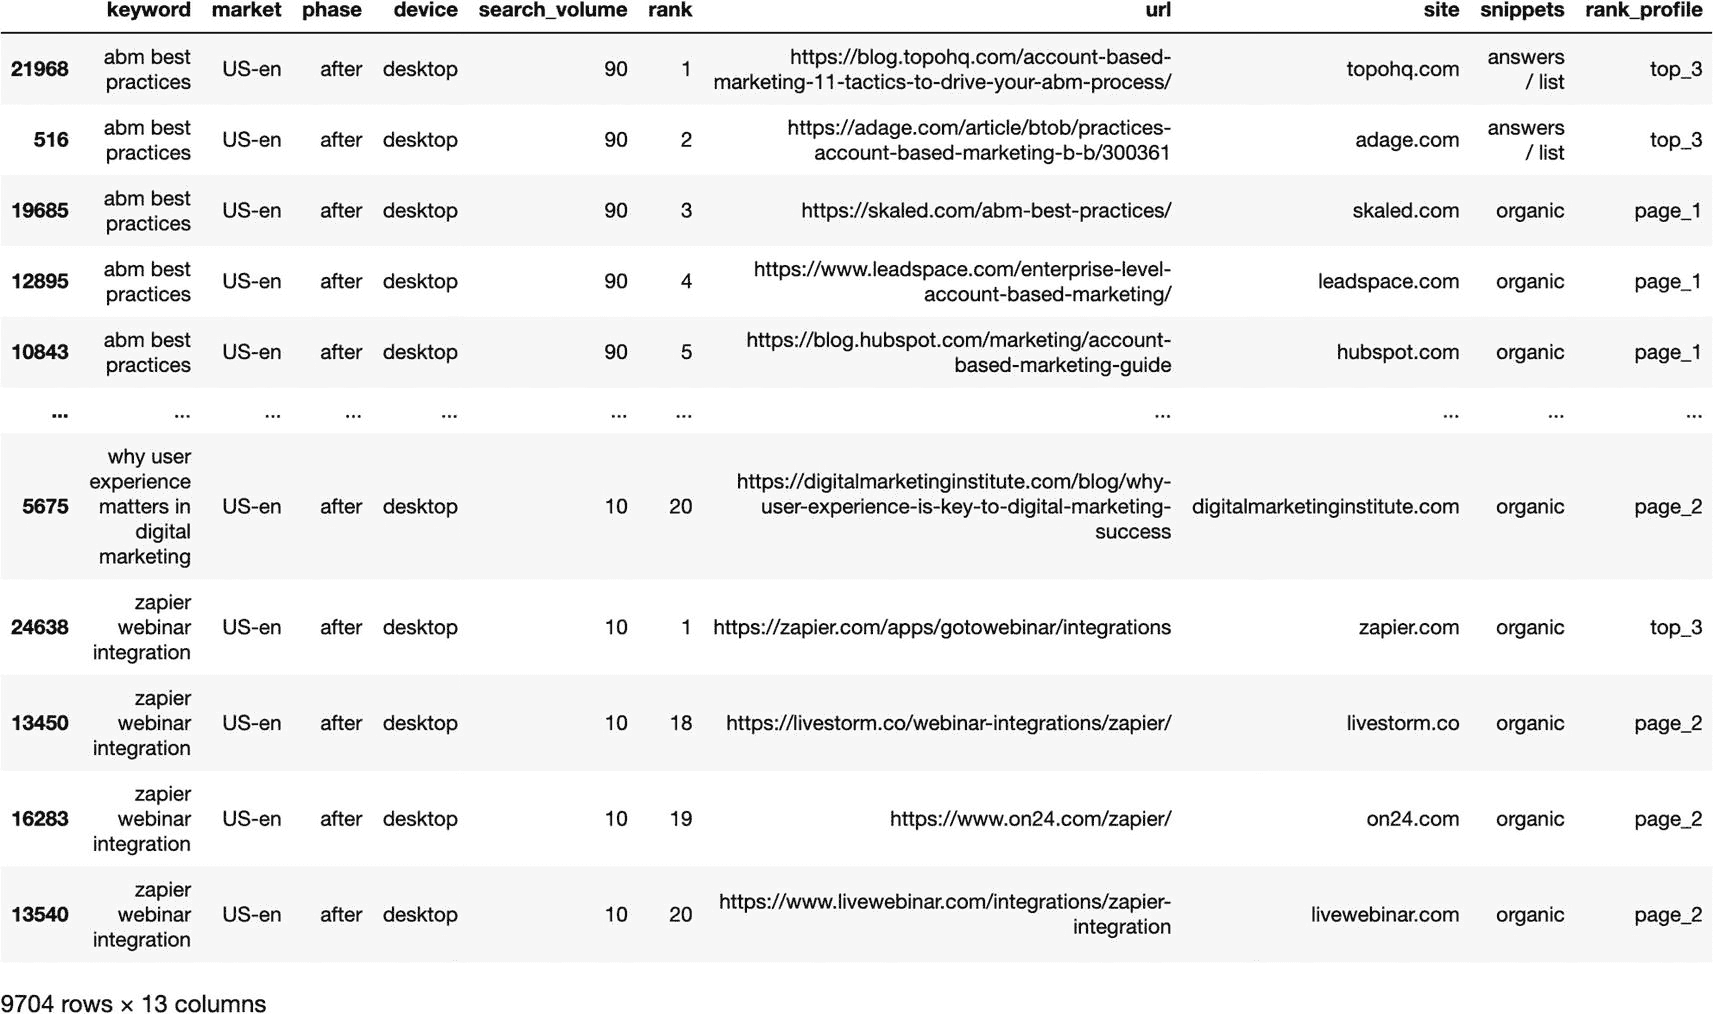 keyword market phase device search_volume rank url site snippets rank_profile
21968 abm best practices US-en after desktop 90 1 https://blog.topohq.com/account-based-marketing-11-tactics-to-drive-your-abm-process/ topohq.com answers / list top_3
516 abm best practices US-en after desktop 90 2 https://adage.com/article/btob/practices-account-based-marketing-b-b/300361 adage.com answers / list top_3
19685 abm best practices US-en after desktop 90 3 https://skaled.com/abm-best-practices/ skaled.com organic page_1
12895 abm best practices US-en after desktop 90 4 https://www.leadspace.com/enterprise-level-account-based-marketing/ leadspace.com organic page_1
10843 abm best practices US-en after desktop 90 5 https://blog.hubspot.com/marketing/account-based-marketing-guide hubspot.com organic page_1
... ... ... ... ... ... ... ... ... ... ...
5675 why user experience matters in digital marketing US-en after desktop 10 20 https://digitalmarketinginstitute.com/blog/why-user-experience-is-key-to-digital-marketing-success digitalmarketinginstitute.com organic page_2
24638 zapier webinar integration US-en after desktop 10 1 https://zapier.com/apps/gotowebinar/integrations zapier.com organic top_3
13450 zapier webinar integration US-en after desktop 10 18 https://livestorm.co/webinar-integrations/zapier/ livestorm.co organic page_2
16283 zapier webinar integration US-en after desktop 10 19 https://www.on24.com/zapier/ on24.com organic page_2
13540 zapier webinar integration US-en after desktop 10 20 https://www.livewebinar.com/integrations/zapier-integration livewebinar.com organic page_2
9704 rows × 13 columns